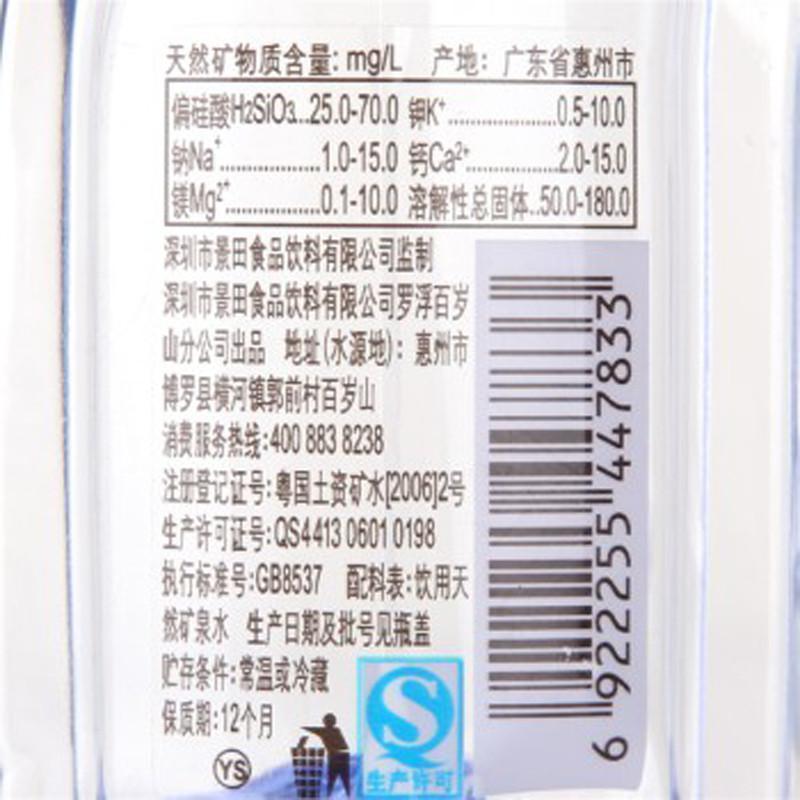 天然矿物质含量: mg/L 产地: 广东省惠州市
偏硅酸H2SiO3...25.0-70.0 钾K+......................0.5-10.0
钠Na+....................1.0-15.0 钙Ca2+..................2.0-15.0
镁Mg2+...................0.1-10.0 溶解性总固体..50.0-180.0
深圳市景田食品饮料有限公司监制
深圳市景田食品饮料有限公司罗浮百岁
山分公司出品 地址(水源地): 惠州市
博罗县横河镇郭前村百岁山
消费服务热线:400 883 8238
注册登记证号:粤国土资矿水[2006]2号
生产许可证号:QS4413 0601 0198
执行标准号:GB8537 配料表:饮用天
然矿泉水 生产日期及批号见瓶盖
贮存条件:常温或冷藏
保质期:12个月
YS
生产许可
6 922255 447833